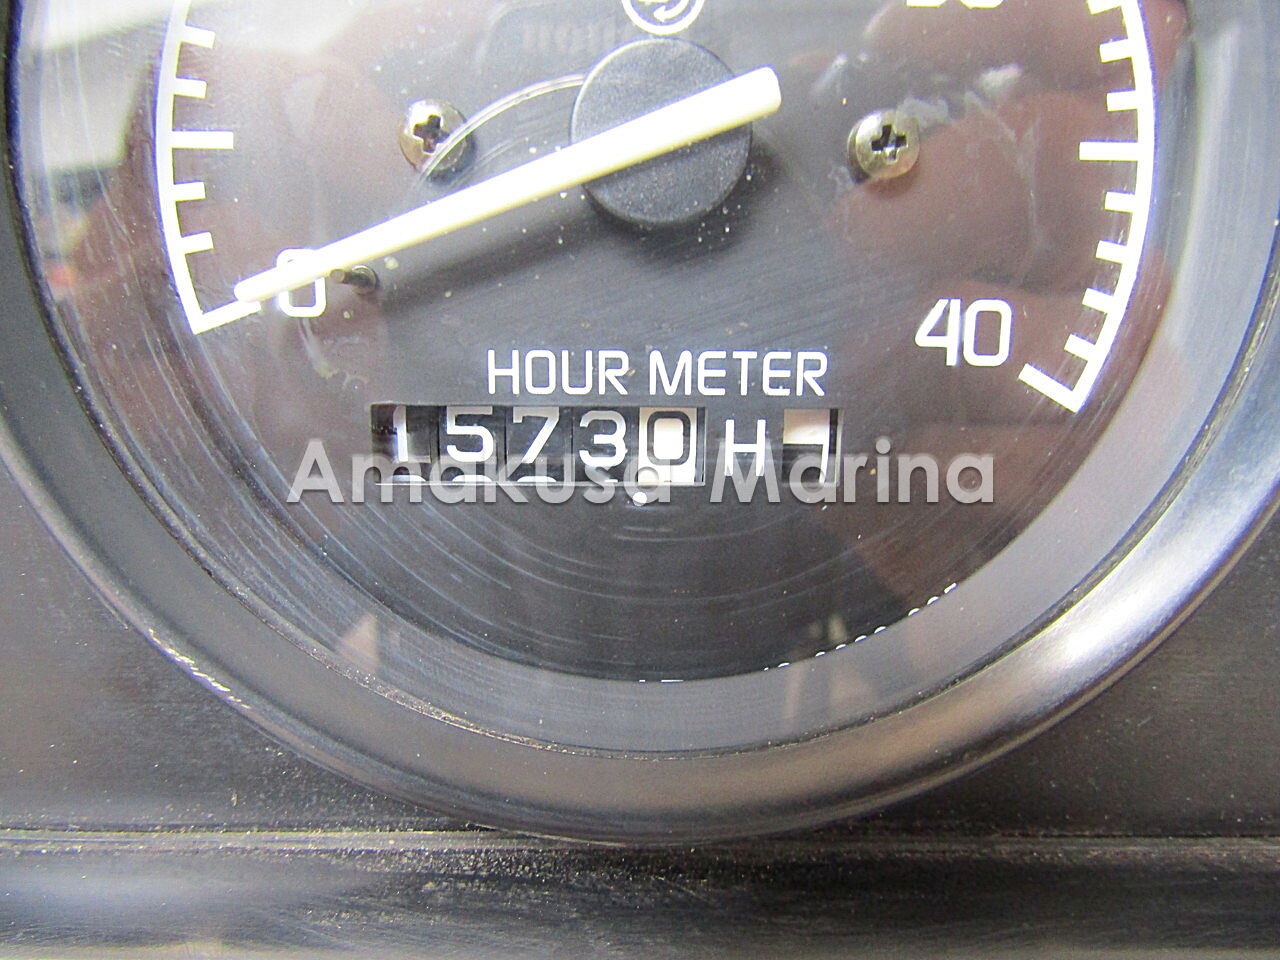 0
40
HOUR METER
15730 H
Amakusa Marina